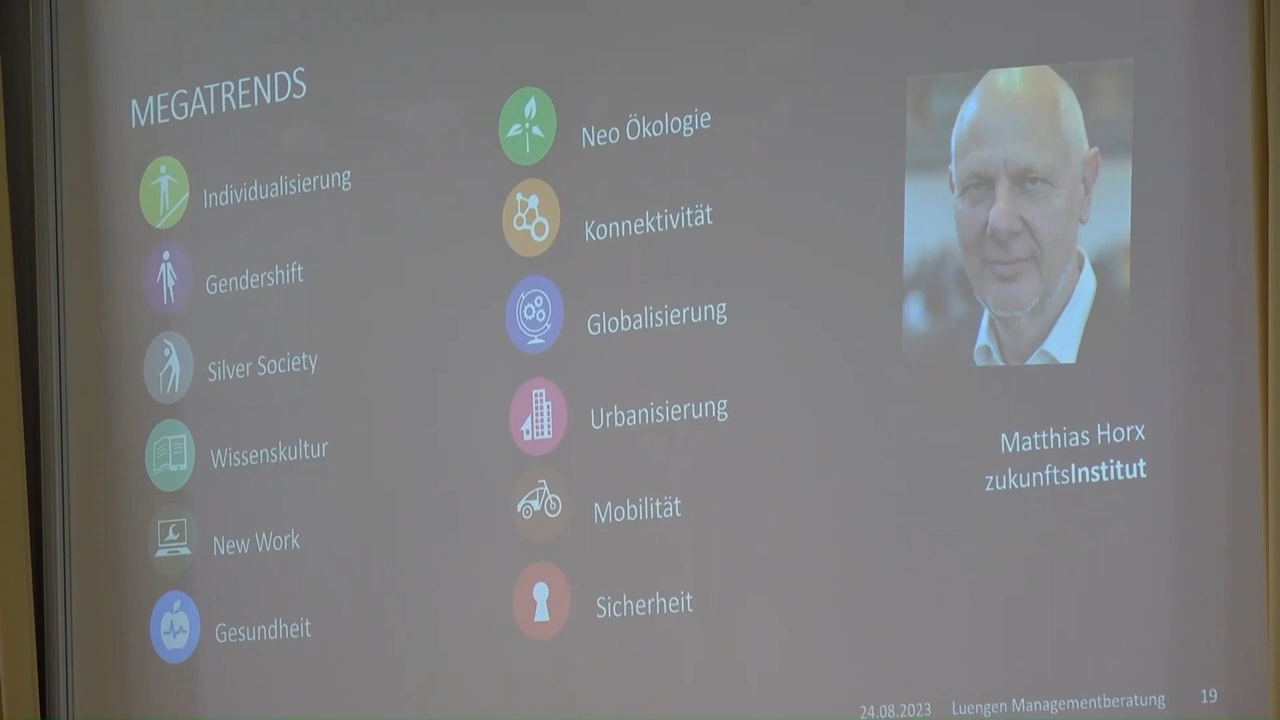 MEGATRENDS
Individualisierung
Gendershift
Silver Society
Wissenskultur
New Work
Gesundheit
Neo Ökologie
Konnektivität
Globalisierung
Urbanisierung
Mobilität
Sicherheit
Matthias Horx
zukunftsInstitut
24.08.2023 Luengen Managementberatung 19